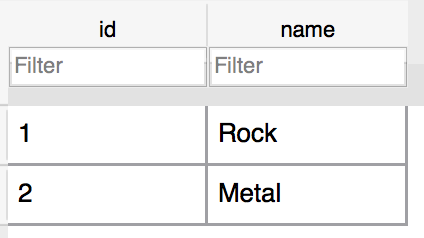 id name
Filter Filter
1 Rock
2 Metal